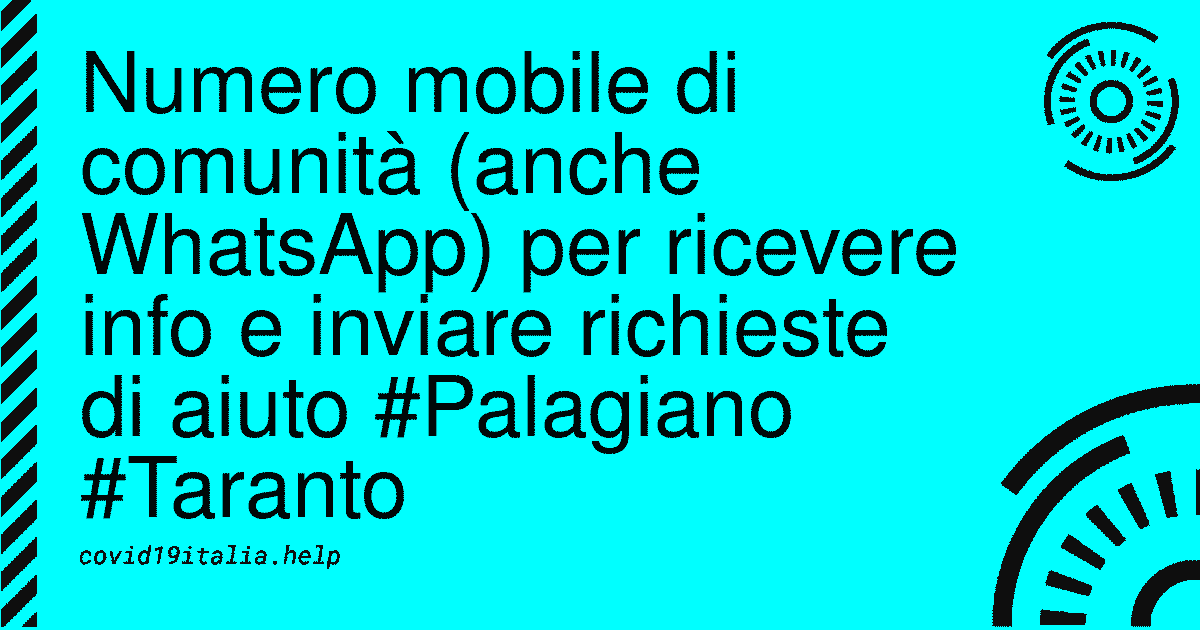 Numero mobile di
comunità (anche
WhatsApp) per ricevere
info e inviare richieste
di aiuto #Palagiano
#Taranto
covid19italia.help